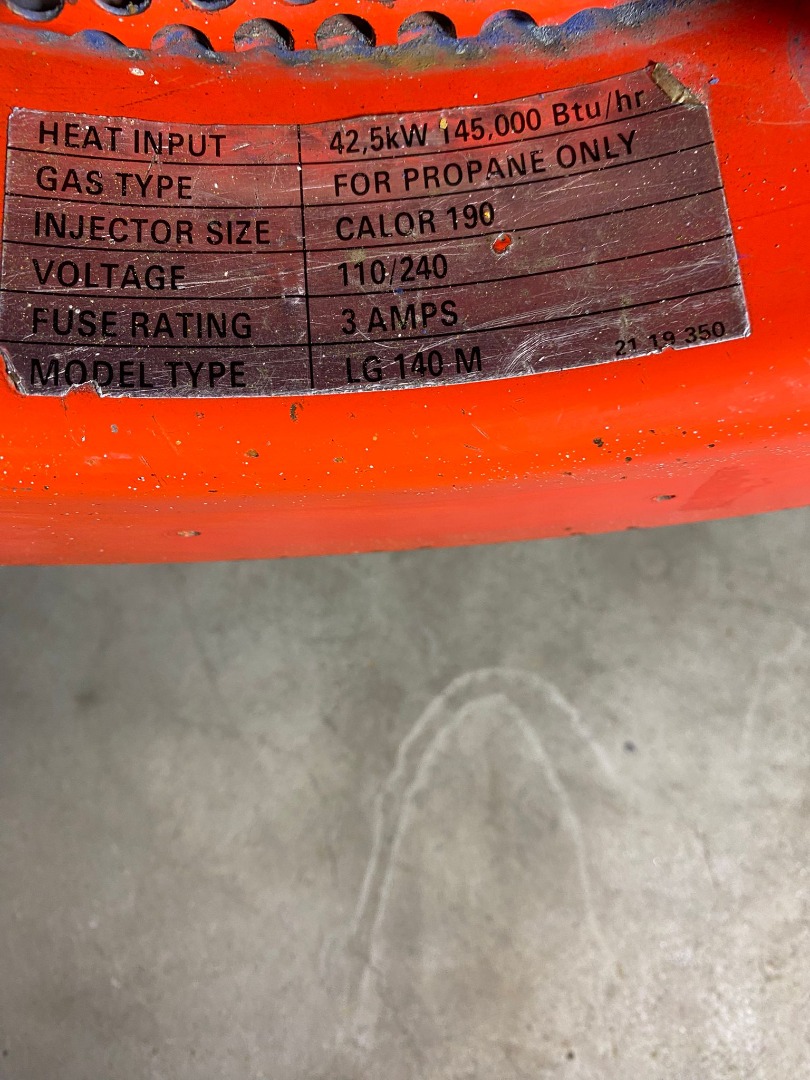 HEAT INPUT 42,5kW 145,000 Btu/hr
GAS TYPE FOR PROPANE ONLY
INJECTOR SIZE CALOR 190
VOLTAGE 110/240
FUSE RATING 3 AMPS
MODEL TYPE LG 140 M 21 19 350